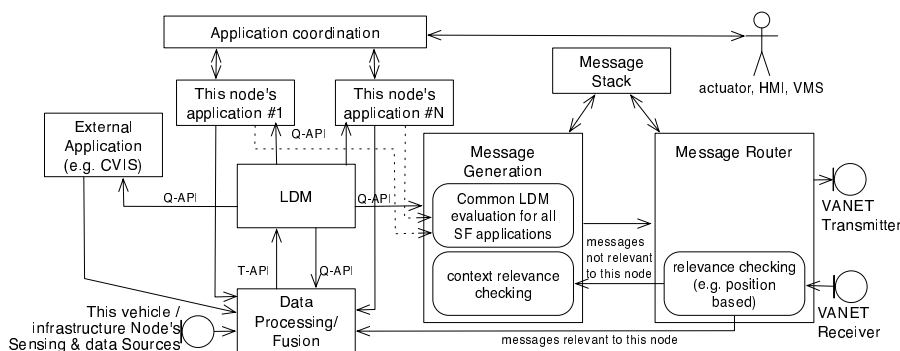 Application coordination
actuator, HMI, VMS
Message
Stack
This node's
application #1
This node's
application #N
External
Application
(e.g. CVIS)
Q-API
Message
Generation
Message Router
LDM
Q-API
Q-API
Common LDM
evaluation for all
SF applications
VANET
Transmitter
messages
not relevant
to this node
T-API
Q-API
context relevance
checking
relevance checking
(e.g. position
based)
Data
Processing/
Fusion
This vehicle /
infrastructure Node's
Sensing & data Sources
VANET
Receiver
messages relevant to this node